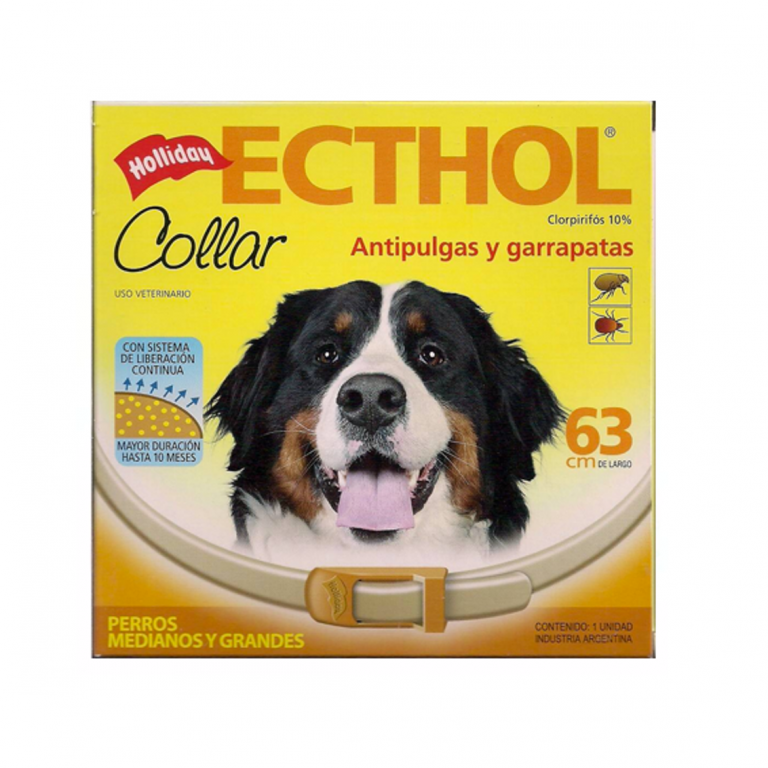 Holliday
ECTHOL®
Clorpirifós 10%
Collar
Antipulgas y garrapatas
USO VETERINARIO
CON SISTEMA
DE LIBERACIÓN
CONTINUA
MAYOR DURACIÓN
HASTA 10 MESES
63
cm DE LARGO
Holliday
PERROS
MEDIANOS Y GRANDES
CONTENIDO: 1 UNIDAD
INDUSTRIA ARGENTINA